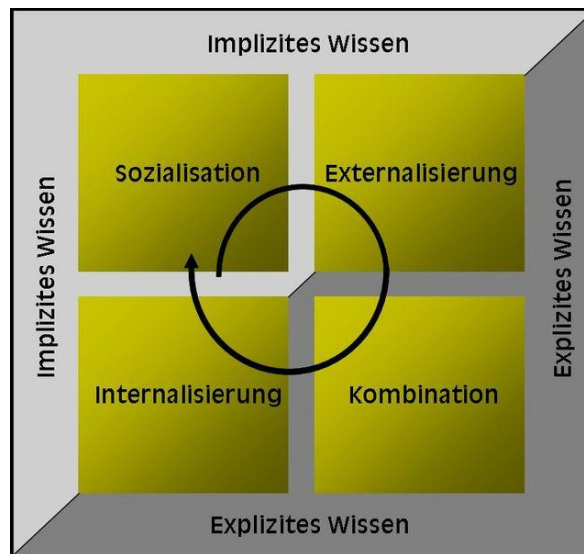 Implizites Wissen
Sozialisation
Externalisierung
Implizites Wissen
Explizites Wissen
Internalisierung
Kombination
Explizites Wissen